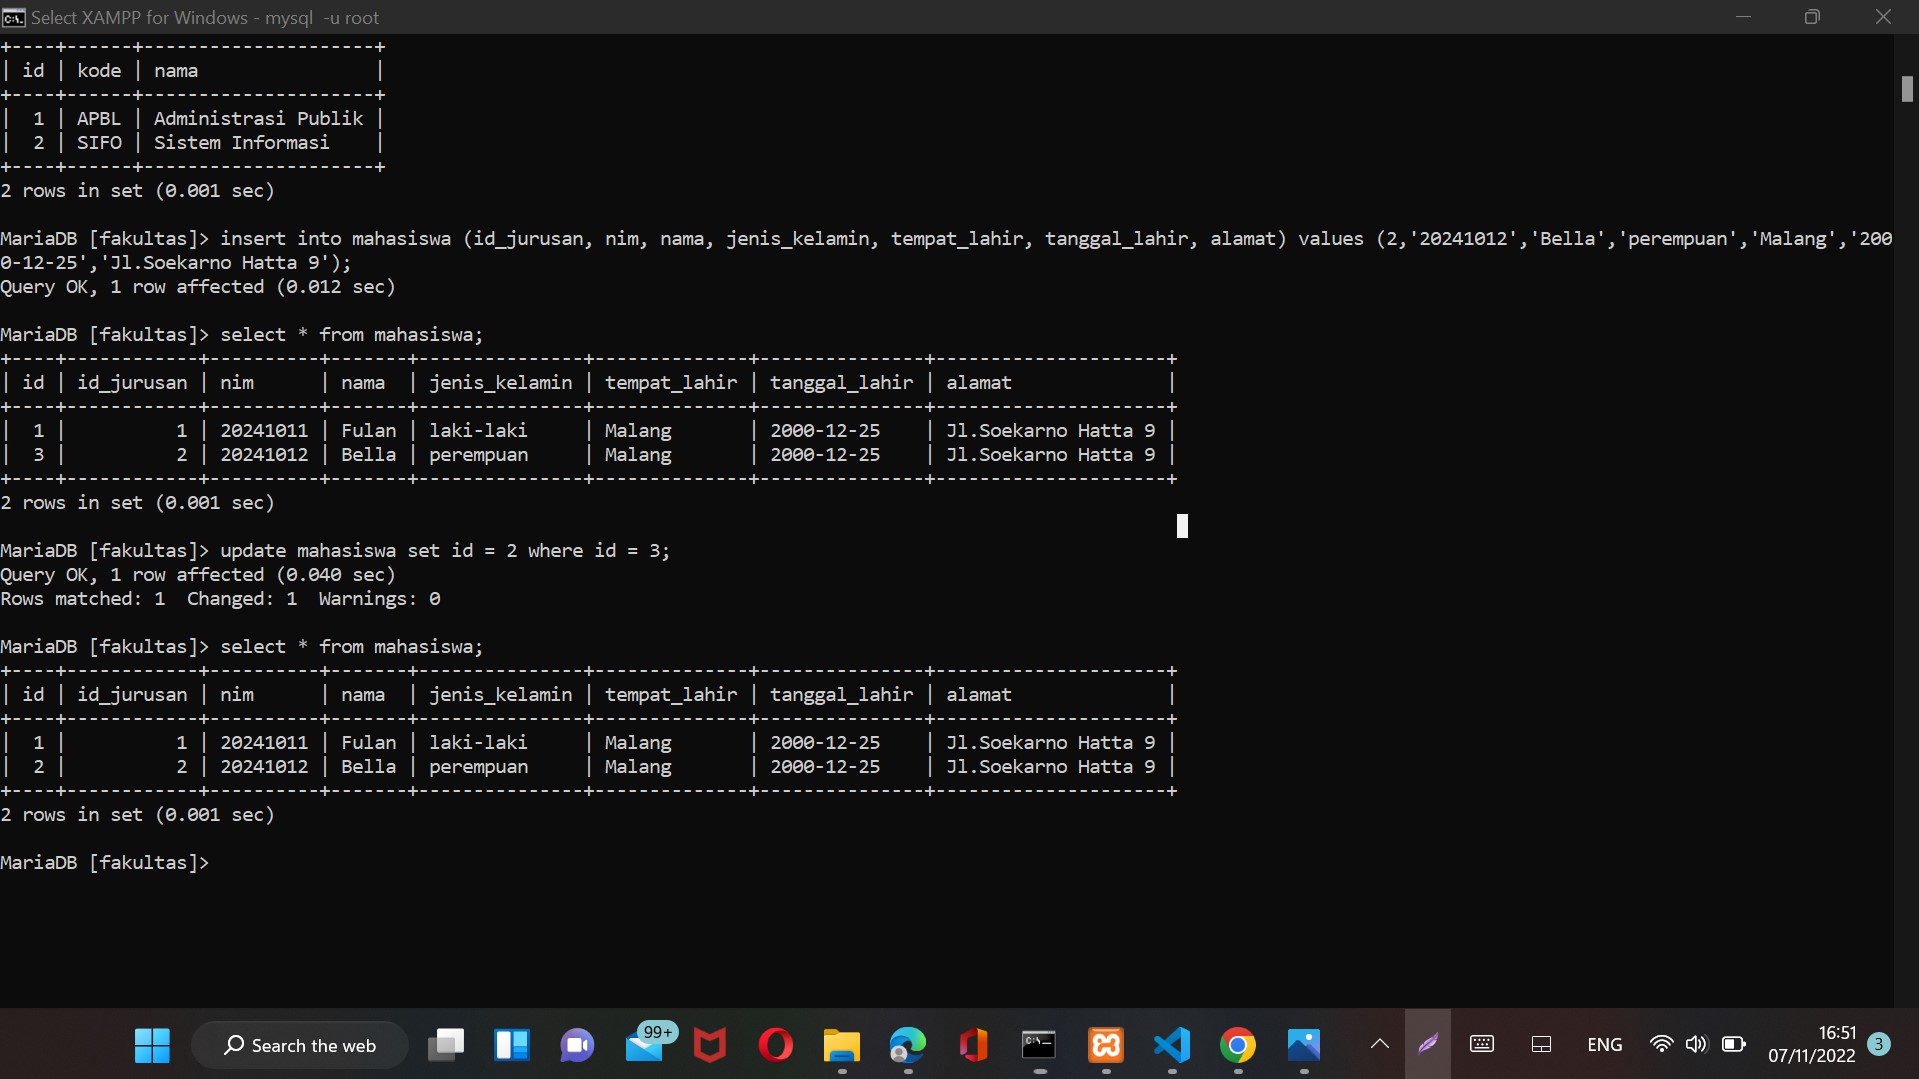 Select XAMPP for Windows - mysql  -u root
+----+------+---------------------+
| id | kode | nama                |
+----+------+---------------------+
|  1 | APBL | Administrasi Publik |
|  2 | SIFO | Sistem Informasi    |
+----+------+---------------------+
2 rows in set (0.001 sec)
MariaDB [fakultas]> insert into mahasiswa (id_jurusan, nim, nama, jenis_kelamin, tempat_lahir, tanggal_lahir, alamat) values (2,'20241012','Bella','perempuan','Malang','200
0-12-25','Jl.Soekarno Hatta 9');
Query OK, 1 row affected (0.012 sec)
MariaDB [fakultas]> select * from mahasiswa;
+----+------------+----------+-------+---------------+--------------+---------------+---------------------+
| id | id_jurusan | nim      | nama  | jenis_kelamin | tempat_lahir | tanggal_lahir | alamat              |
+----+------------+----------+-------+---------------+--------------+---------------+---------------------+
|  1 |          1 | 20241011 | Fulan | laki-laki     | Malang       | 2000-12-25    | Jl.Soekarno Hatta 9 |
|  3 |          2 | 20241012 | Bella | perempuan     | Malang       | 2000-12-25    | Jl.Soekarno Hatta 9 |
+----+------------+----------+-------+---------------+--------------+---------------+---------------------+
2 rows in set (0.001 sec)
MariaDB [fakultas]> update mahasiswa set id = 2 where id = 3;
Query OK, 1 row affected (0.040 sec)
Rows matched: 1  Changed: 1  Warnings: 0
MariaDB [fakultas]> select * from mahasiswa;
+----+------------+----------+-------+---------------+--------------+---------------+---------------------+
| id | id_jurusan | nim      | nama  | jenis_kelamin | tempat_lahir | tanggal_lahir | alamat              |
+----+------------+----------+-------+---------------+--------------+---------------+---------------------+
|  1 |          1 | 20241011 | Fulan | laki-laki     | Malang       | 2000-12-25    | Jl.Soekarno Hatta 9 |
|  2 |          2 | 20241012 | Bella | perempuan     | Malang       | 2000-12-25    | Jl.Soekarno Hatta 9 |
+----+------------+----------+-------+---------------+--------------+---------------+---------------------+
2 rows in set (0.001 sec)
MariaDB [fakultas]>
Search the web
99+
ENG
16:51
07/11/2022
3